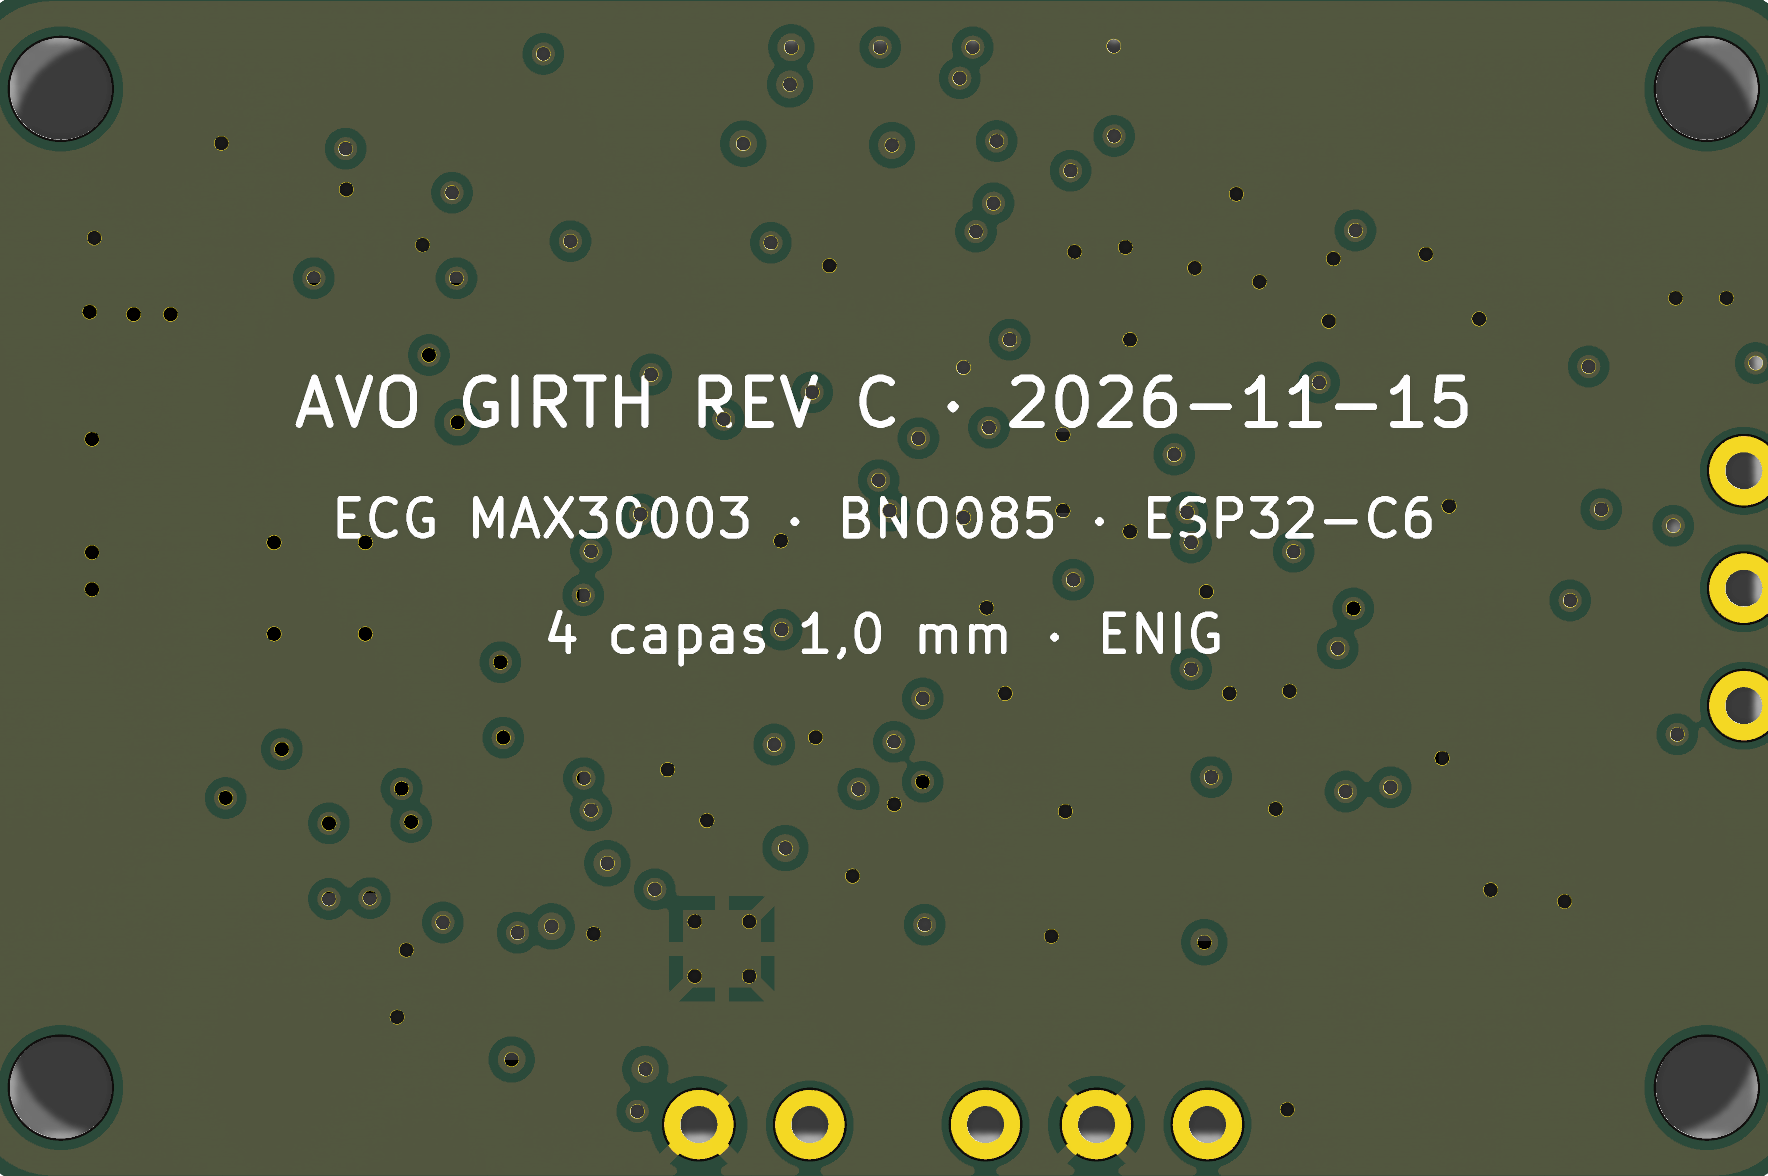 AVO GIRTH REV C · 2026-11-15
ECG MAX30003 · BNO085 · ESP32-C6
4 capas 1,0 mm · ENIG